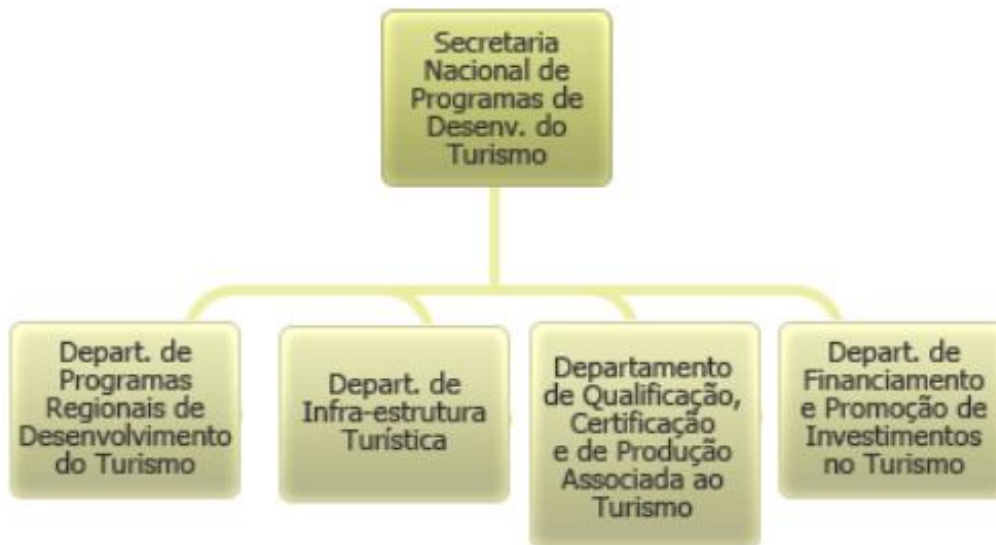 Secretaria
Nacional de
Programas de
Desenv. do
Turismo
Depart. de
Programas
Regionais de
Desenvolvimento
do Turismo
Depart. de
Infra-estrutura
Turística
Departamento
de Qualificação,
Certificação
e de Produção
Associada ao
Turismo
Depart. de
Financiamento
e Promoção de
Investimentos
no Turismo